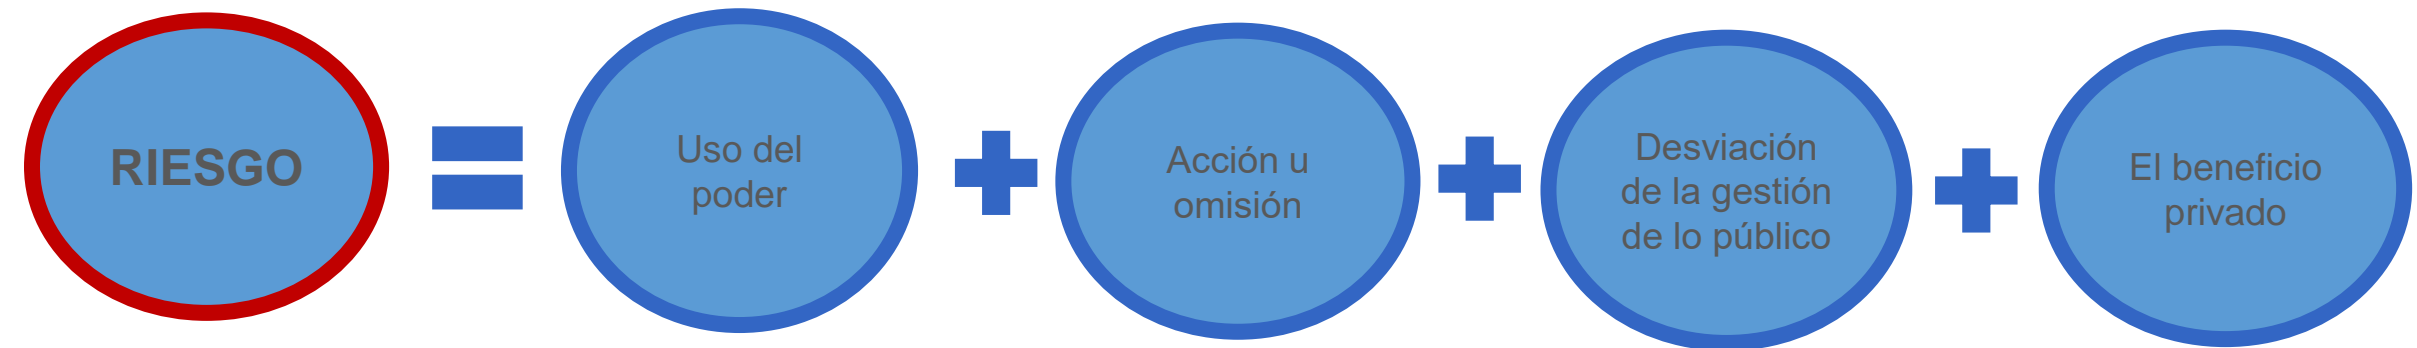 RIESGO
Uso del
poder
Acción u
omisión
Desviación
de la gestión
de lo público
El beneficio
privado